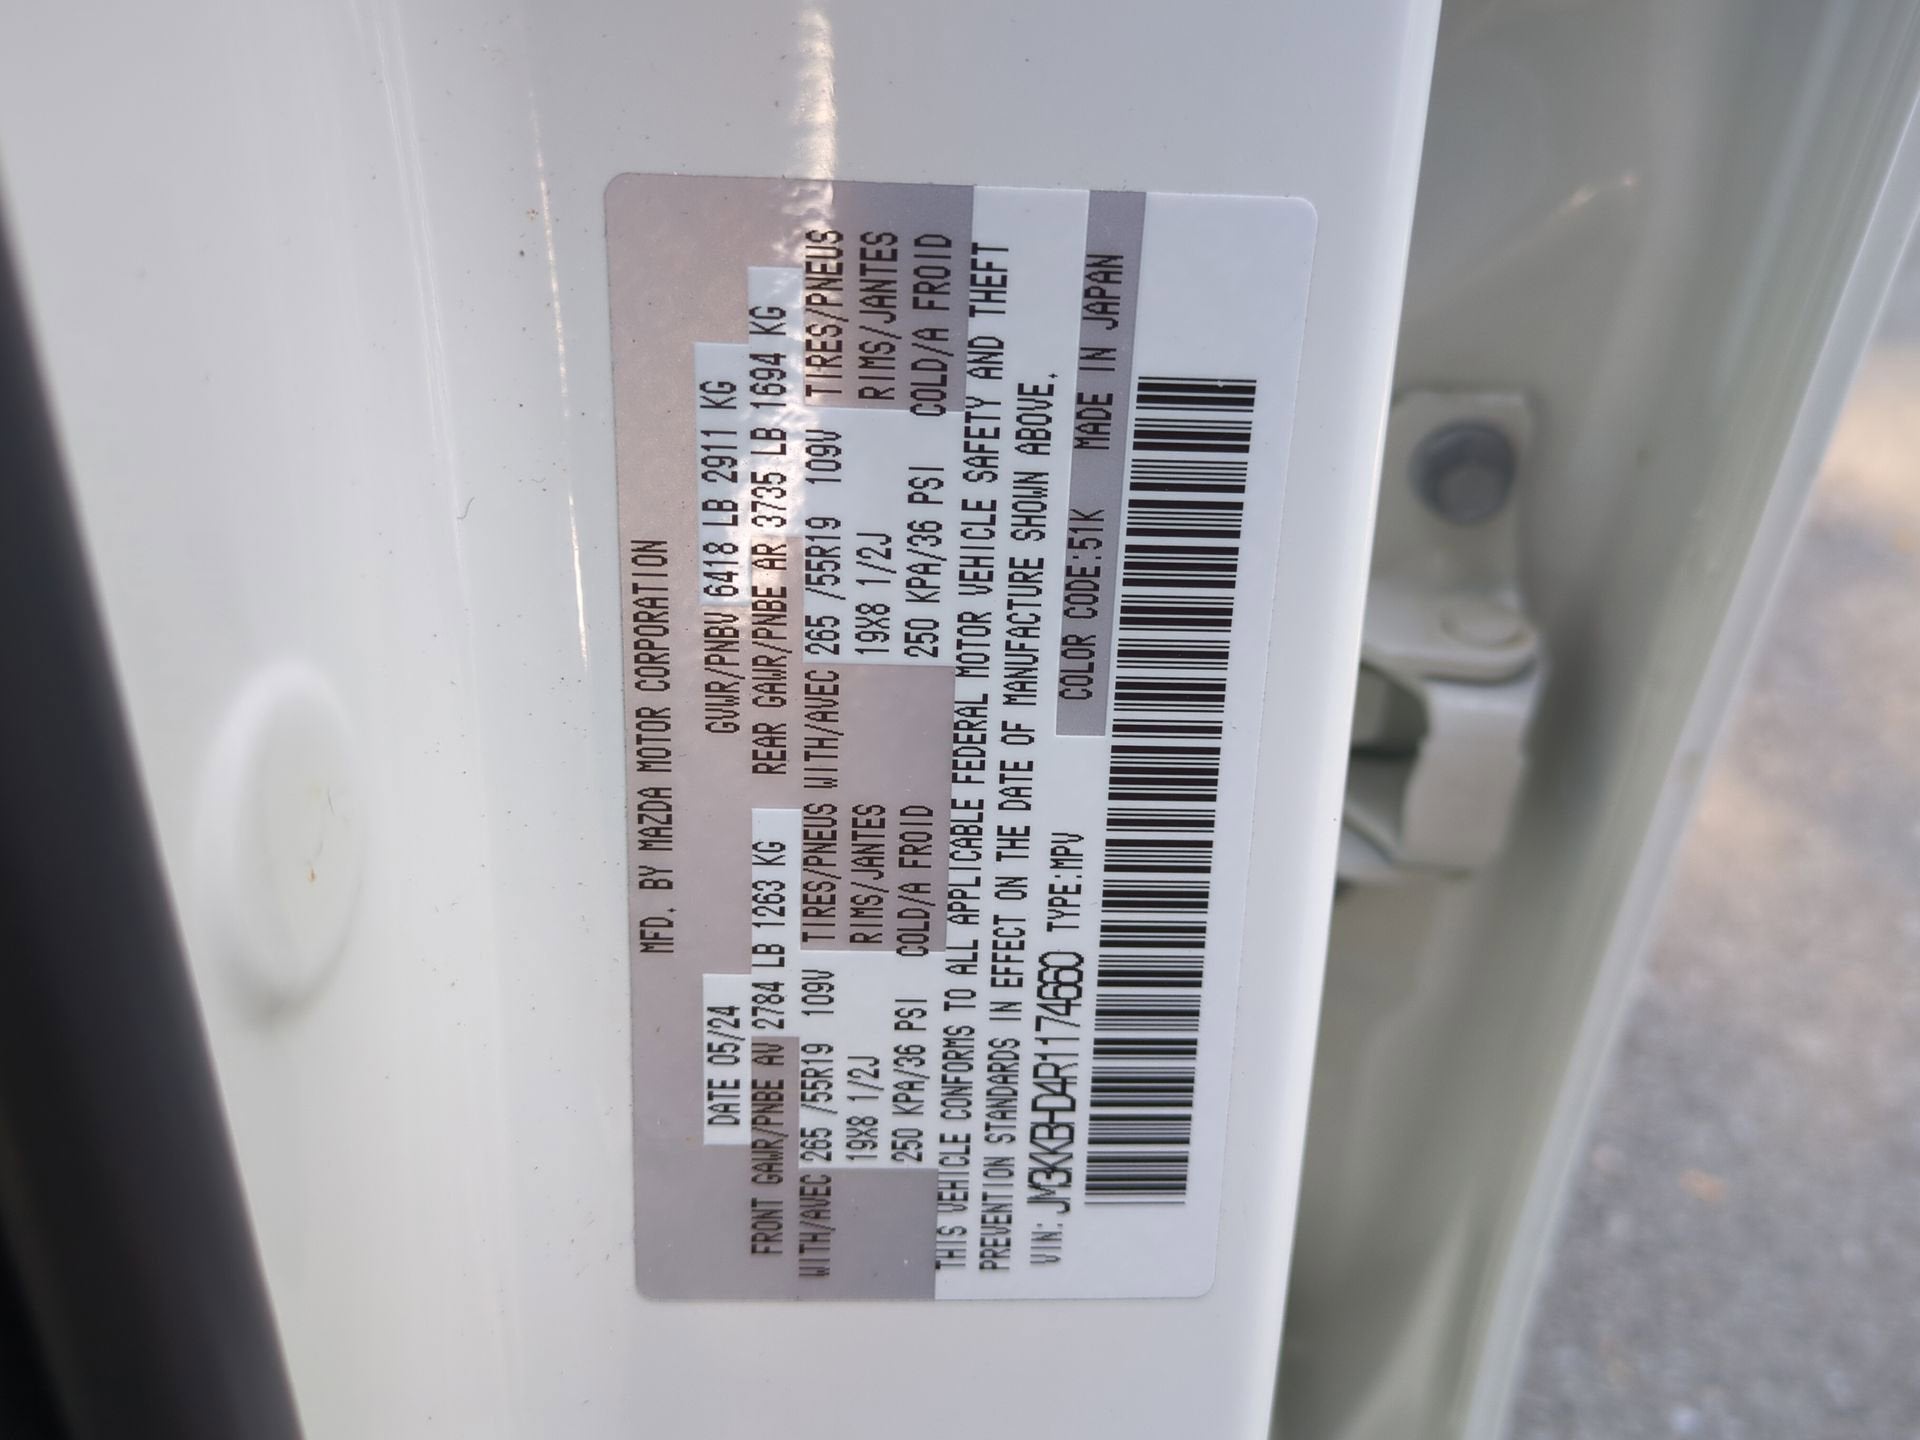 MFD. BY MAZDA MOTOR CORPORATION
DATE 05/24 GVWR/PNBV 6418 LB 2911 KG
FRONT GAWR/PNBE AV 2784 LB 1263 KG REAR GAWR/PNBE AR 3735 LB 1694 KG
WITH/AVEC 265 /55R19 109V TIRES/PNEUS WITH/AVEC 265 /55R19 109V TIRES/PNEUS
19X8 1/2J RIMS/JANTES 19X8 1/2J RIMS/JANTES
250 KPA/36 PSI COLD/A FROID 250 KPA/36 PSI COLD/A FROID
THIS VEHICLE CONFORMS TO ALL APPLICABLE FEDERAL MOTOR VEHICLE SAFETY AND THEFT
PREVENTION STANDARDS IN EFFECT ON THE DATE OF MANUFACTURE SHOWN ABOVE.
VIN: JM3KKBHD4R1174660 TYPE:MPV COLOR CODE:51K MADE IN JAPAN